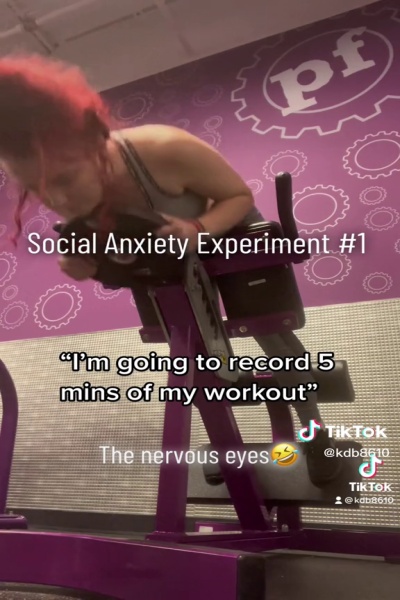 pf
Social Anxiety Experiment #1
“I’m going to record 5
mins of my workout”
The nervous eyes🤣
TikTok
@kdb8610
TikTok
@kdb8610